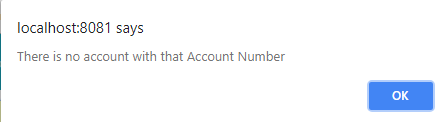 localhost:8081 says
There is no account with that Account Number
OK